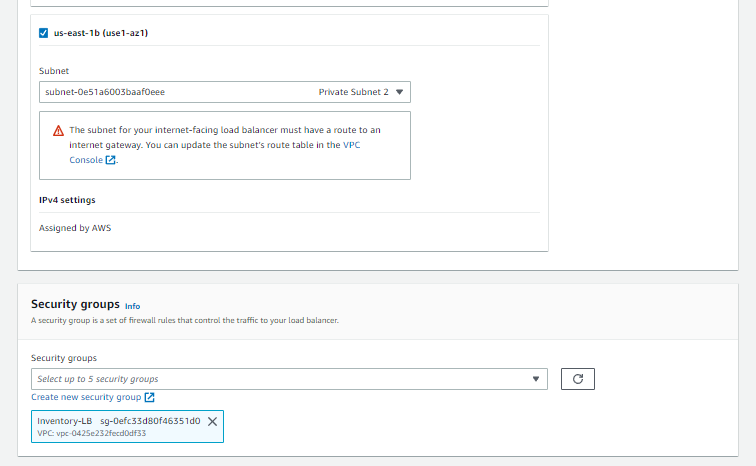 us-east-1b (use1-az1)
Subnet
subnet-0e51a6003baaf0eee Private Subnet 2
The subnet for your internet-facing load balancer must have a route to an
internet gateway. You can update the subnet's route table in the VPC
Console.
IPv4 settings
Assigned by AWS
Security groups Info
A security group is a set of firewall rules that control the traffic to your load balancer.
Security groups
Select up to 5 security groups
Create new security group
Inventory-LB sg-0efc33d80f46351d0
VPC: vpc-0425e232fecd0df33